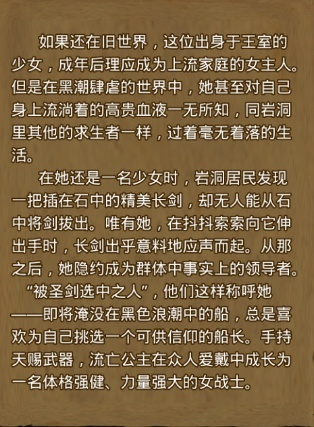 如果还在旧世界，这位出身于王室的
少女，成年后理应成为上流家庭的女主人。
但是在黑潮肆虐的世界中，她甚至对自己
身上流淌着的高贵血液一无所知，同岩洞
里其他的求生者一样，过着毫无着落的生
活。
在她还是一名少女时，岩洞居民发现
一把插在石中的精美长剑，却无人能从石
中将剑拔出。唯有她，在抖抖索索向它伸
出手时，长剑出乎意料地应声而起。从那
之后，她隐约成为群体中事实上的领导者。
“被圣剑选中之人”，他们这样称呼她
——即将淹没在黑色浪潮中的船，总是喜
欢为自己挑选一个可供信仰的船长。手持
天赐武器，流亡公主在众人爱戴中成长为
一名体格强健、力量强大的女战士。